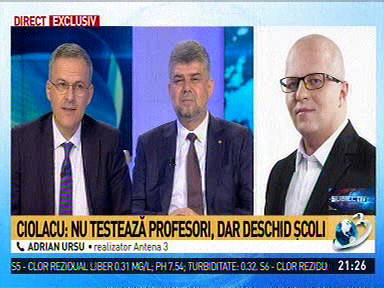 DIRECT EXCLUSIV
SUBIECTIV
CIOLACU: NU TESTEAZĂ PROFESORI, DAR DESCHID ȘCOLI
ADRIAN URSU • realizator Antena 3
S5 - CLOR REZIDUAL LIBER 0.31 MG/L; PH 7.54; TURBIDITATE: 0.32. S6 - CLOR REZIDU
21:26